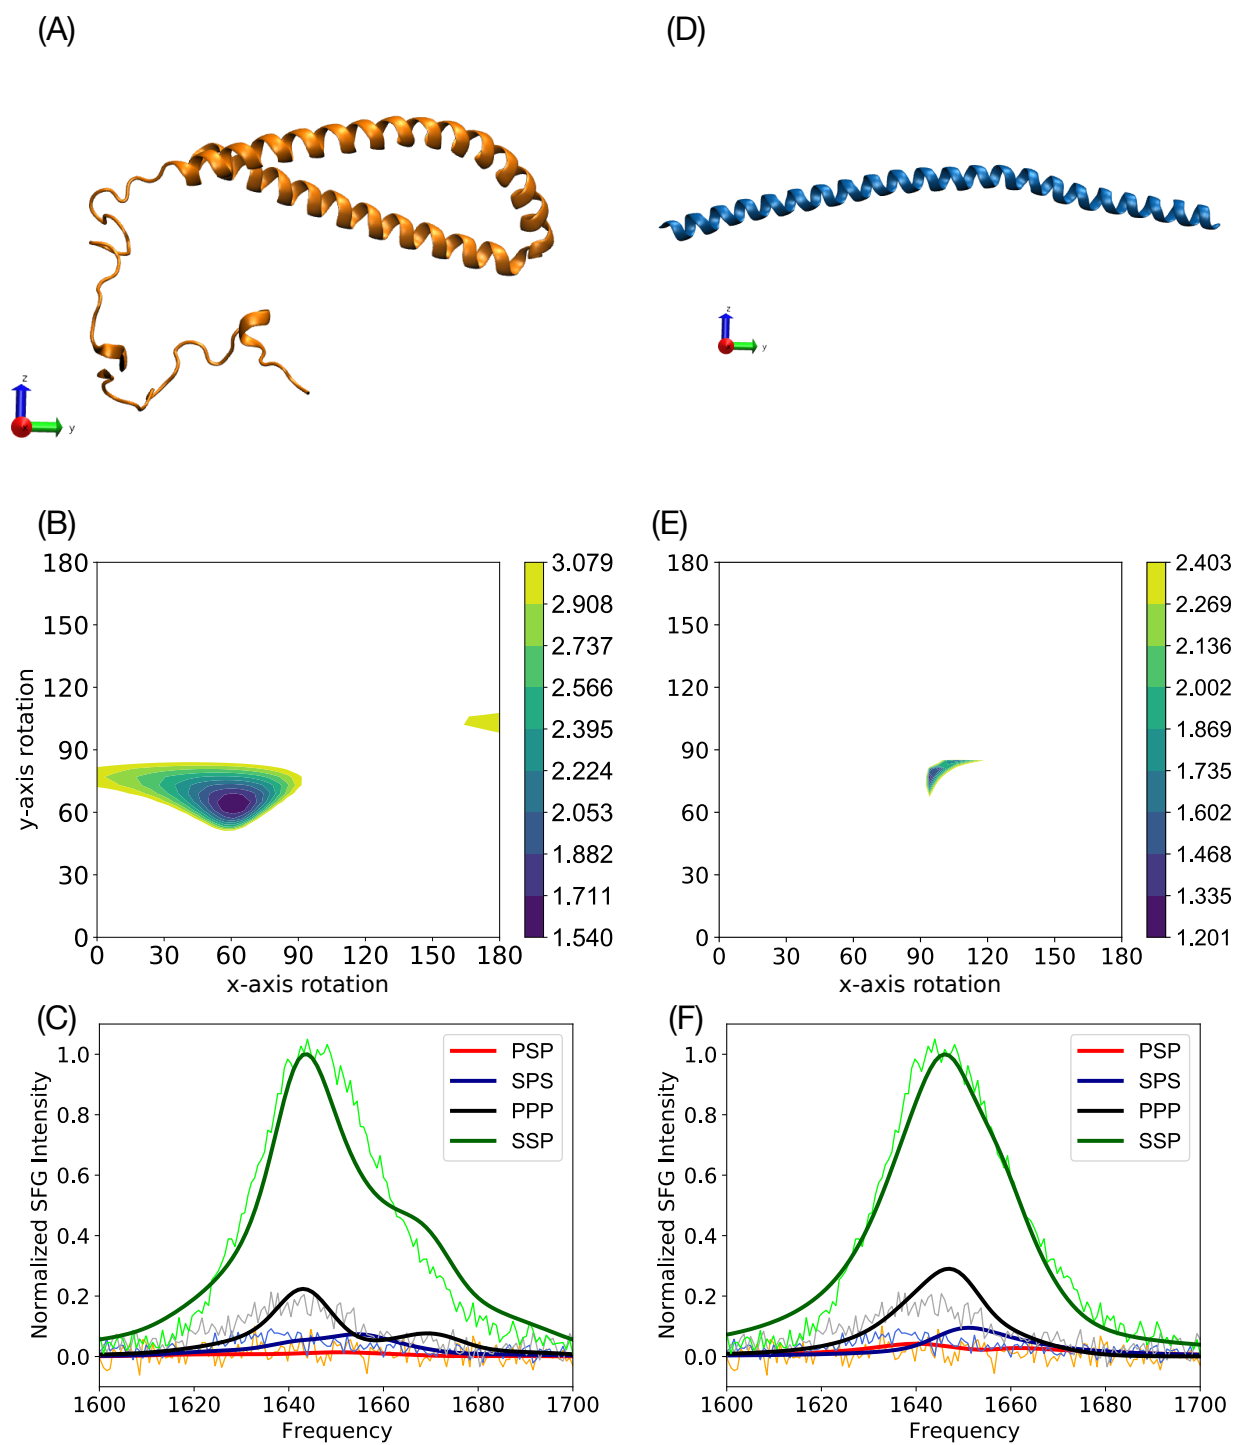 (A)
(D)
z
y
z
y
(B)
(E)
180
150
120
90
60
30
0
y-axis rotation
0 30 60 90 120 150 180
x-axis rotation
3.079
2.908
2.737
2.566
2.395
2.224
2.053
1.882
1.711
1.540
180
150
120
90
60
30
0
0 30 60 90 120 150 180
x-axis rotation
2.403
2.269
2.136
2.002
1.869
1.735
1.602
1.468
1.335
1.201
(C)
(F)
1.0
0.8
0.6
0.4
0.2
0.0
Normalized SFG Intensity
PSP
SPS
PPP
SSP
1600 1620 1640 1660 1680 1700
Frequency
1.0
0.8
0.6
0.4
0.2
0.0
Normalized SFG Intensity
PSP
SPS
PPP
SSP
1600 1620 1640 1660 1680 1700
Frequency